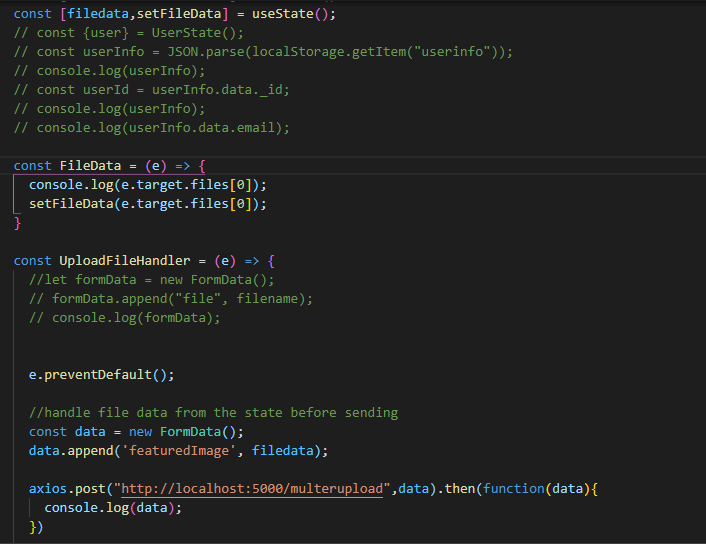 const [filedata,setFileData] = useState();
// const {user} = UserState();
// const userInfo = JSON.parse(localStorage.getItem("userinfo"));
// console.log(userInfo);
// const userId = userInfo.data._id;
// console.log(userInfo);
// console.log(userInfo.data.email);
const FileData = (e) => {
console.log(e.target.files[0]);
setFileData(e.target.files[0]);
}
const UploadFileHandler = (e) => {
//let formData = new FormData();
// formData.append("file", filename);
// console.log(formData);
e.preventDefault();
//handle file data from the state before sending
const data = new FormData();
data.append('featuredImage', filedata);
axios.post("http://localhost:5000/multerupload",data).then(function(data){
console.log(data);
})